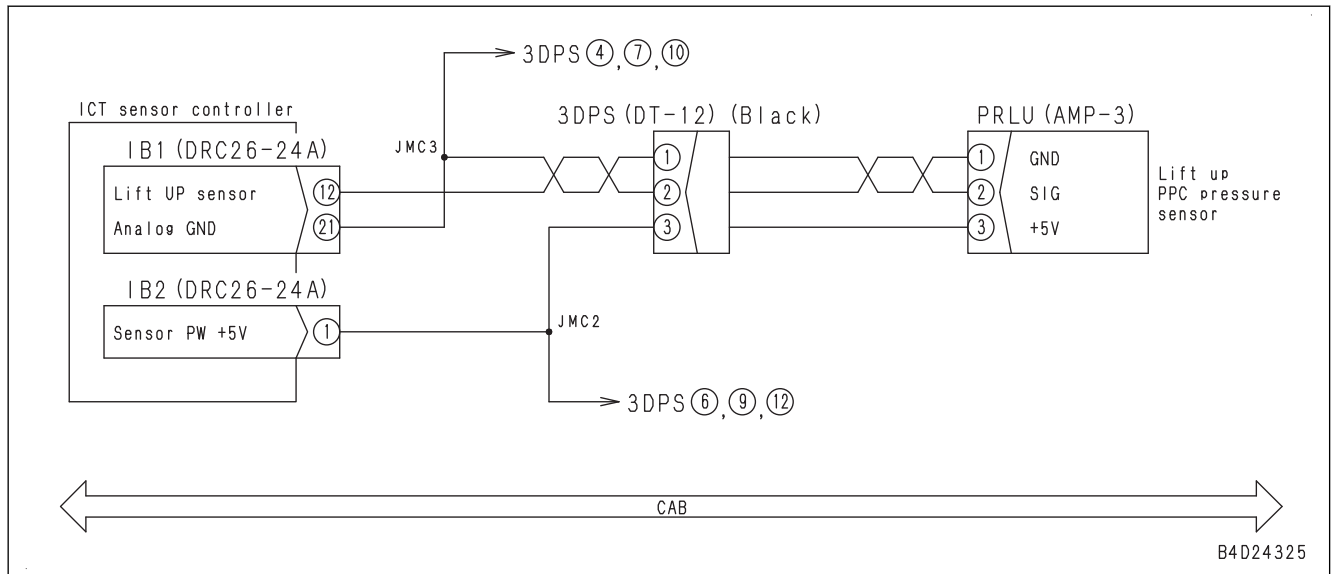 3DPS ④, ⑦, ⑩
ICT sensor controller
IB1 (DRC26-24A)
Lift UP sensor ⑫
Analog GND ㉑
IB2 (DRC26-24A)
Sensor PW +5V ①
JMC3
JMC2
3DPS (DT-12) (Black)
①
②
③
PRLU (AMP-3)
① GND
② SIG
③ +5V
Lift up
PPC pressure
sensor
3DPS ⑥, ⑨, ⑫
CAB
B4D24325